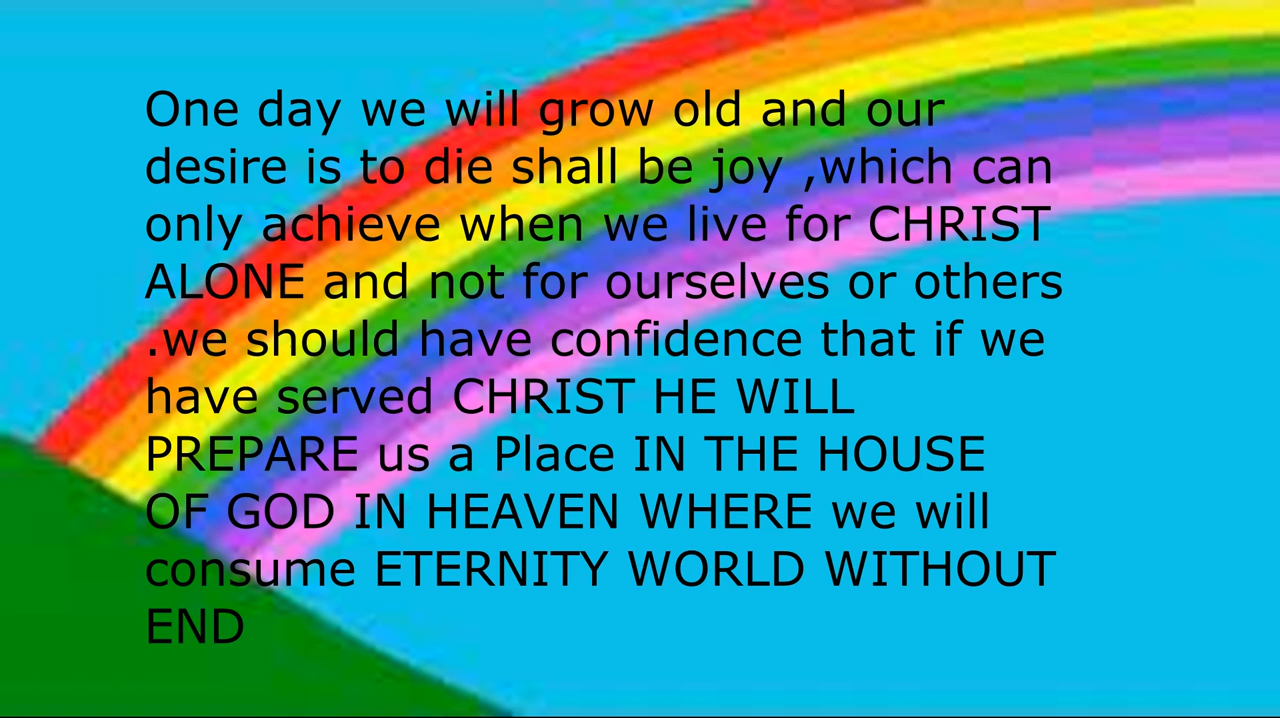 One day we will grow old and our
desire is to die shall be joy ,which can
only achieve when we live for CHRIST
ALONE and not for ourselves or others
.we should have confidence that if we
have served CHRIST HE WILL
PREPARE us a Place IN THE HOUSE
OF GOD IN HEAVEN WHERE we will
consume ETERNITY WORLD WITHOUT
END